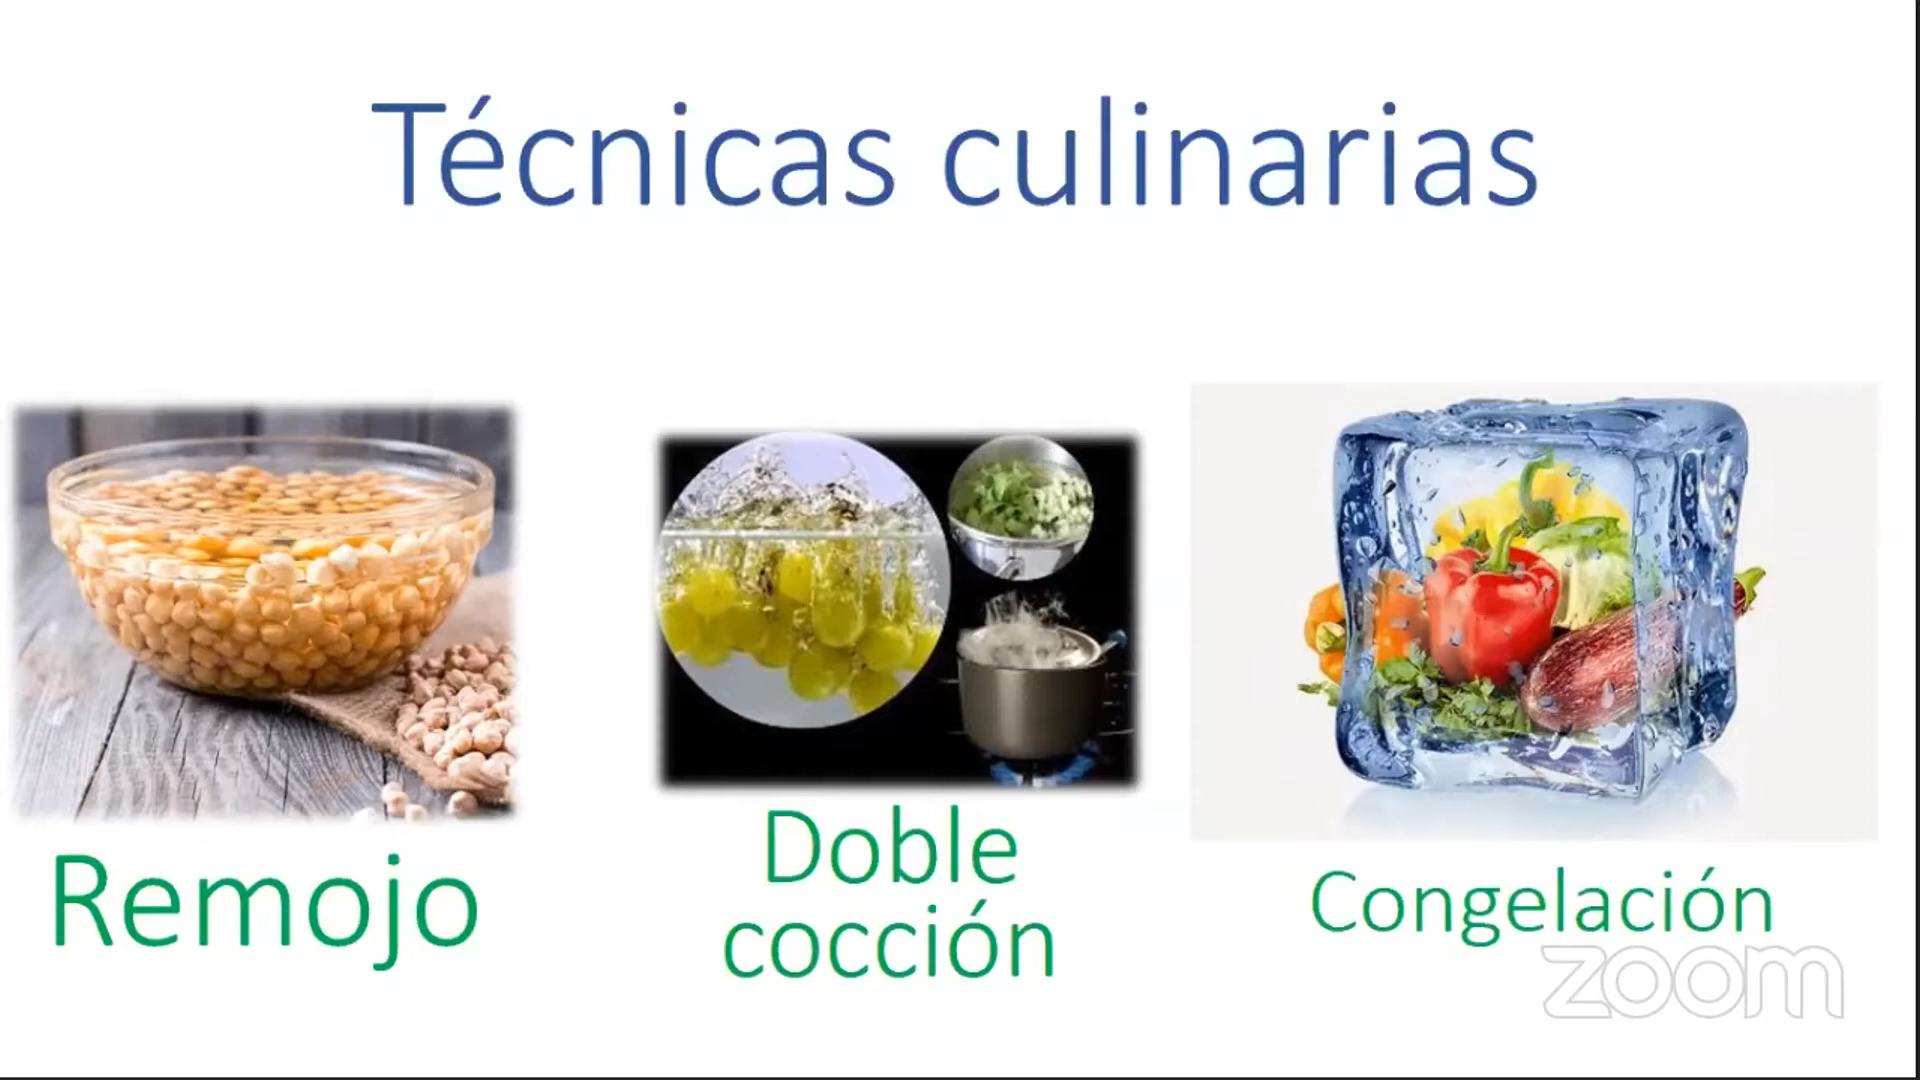 Técnicas culinarias
Remojo
Doble
cocción
Congelación
zoom